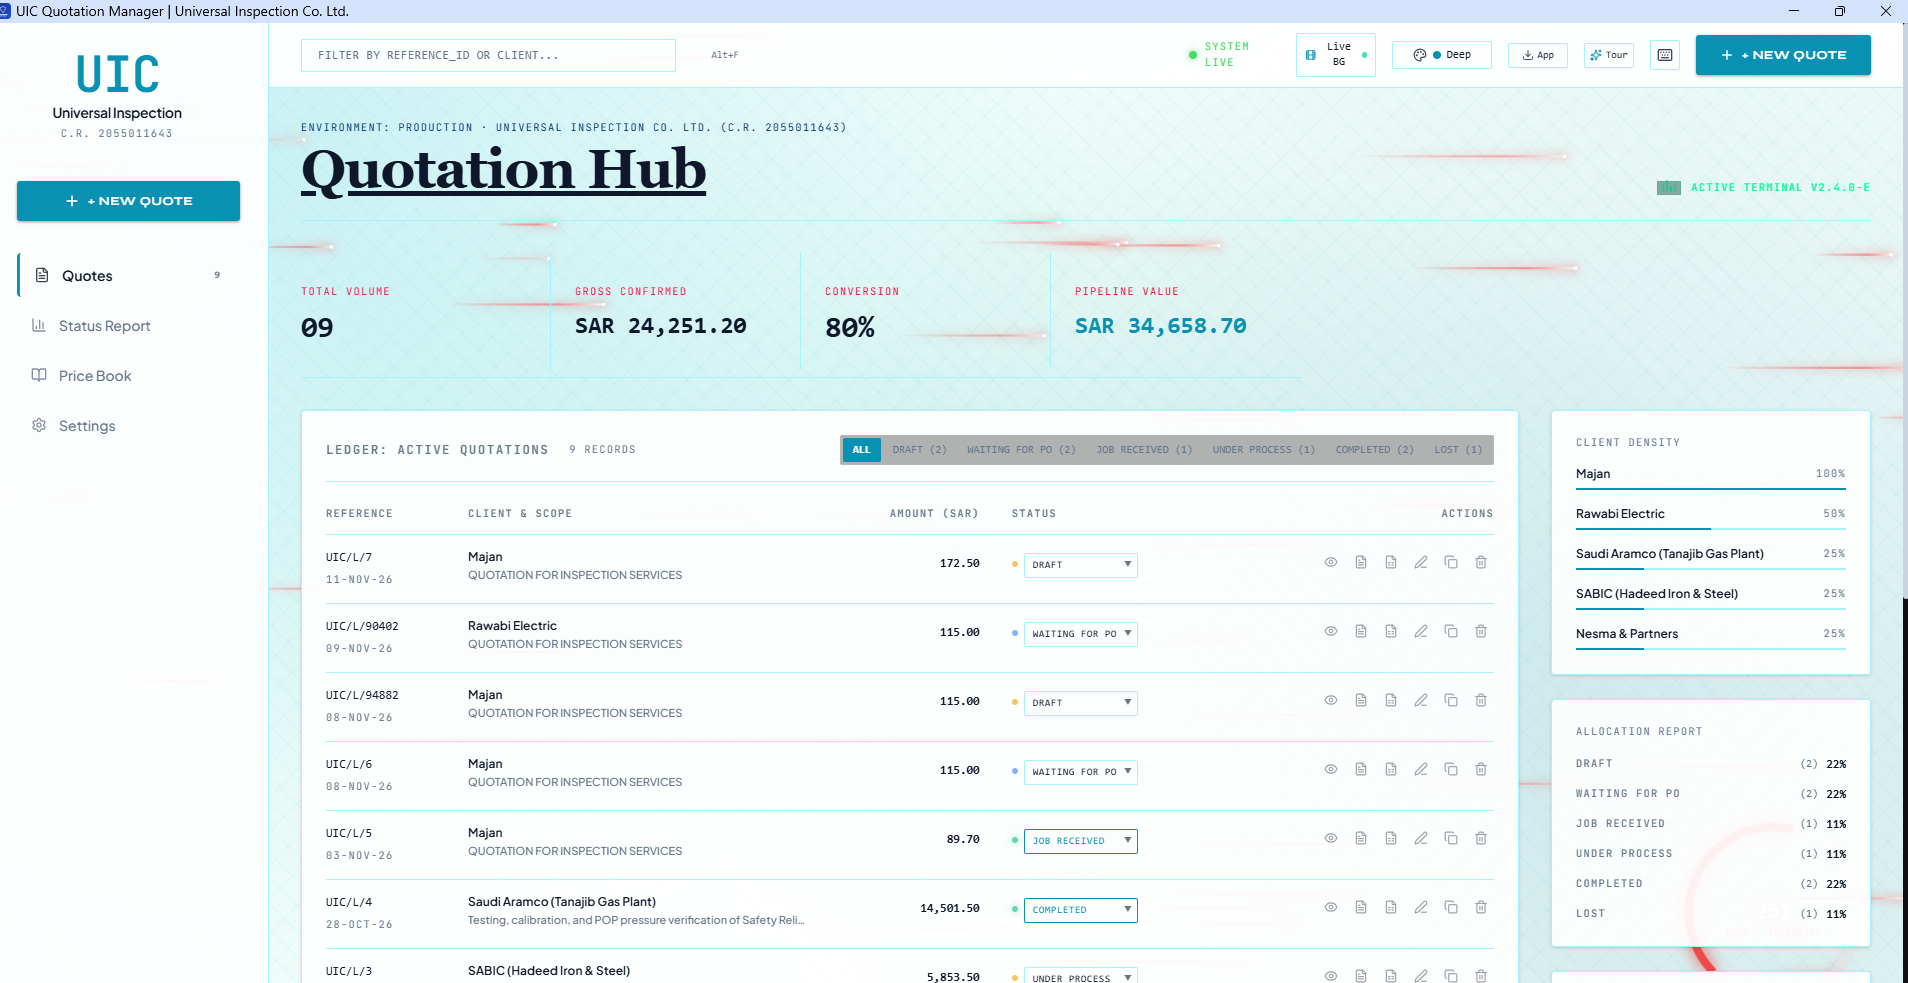 UIC Quotation Manager | Universal Inspection Co. Ltd.
UIC
Universal Inspection
C.R. 2055011643
+ NEW QUOTE
Quotes 9
Status Report
Price Book
Settings
FILTER BY REFERENCE_ID OR CLIENT...
Alt+F
SYSTEM
LIVE
Live
BG
Deep
App
Tour
+ NEW QUOTE
ENVIRONMENT: PRODUCTION · UNIVERSAL INSPECTION CO. LTD. (C.R. 2055011643)
Quotation Hub
ACTIVE TERMINAL V2.4.0-E
TOTAL VOLUME
09
GROSS CONFIRMED
SAR 24,251.20
CONVERSION
80%
PIPELINE VALUE
SAR 34,658.70
LEDGER: ACTIVE QUOTATIONS 9 RECORDS
ALL DRAFT (2) WAITING FOR PO (2) JOB RECEIVED (1) UNDER PROCESS (1) COMPLETED (2) LOST (1)
REFERENCE CLIENT & SCOPE AMOUNT (SAR) STATUS ACTIONS
UIC/L/7 Majan 172.50 DRAFT
11-NOV-26 QUOTATION FOR INSPECTION SERVICES
UIC/L/90402 Rawabi Electric 115.00 WAITING FOR PO
09-NOV-26 QUOTATION FOR INSPECTION SERVICES
UIC/L/94882 Majan 115.00 DRAFT
08-NOV-26 QUOTATION FOR INSPECTION SERVICES
UIC/L/6 Majan 115.00 WAITING FOR PO
08-NOV-26 QUOTATION FOR INSPECTION SERVICES
UIC/L/5 Majan 89.70 JOB RECEIVED
03-NOV-26 QUOTATION FOR INSPECTION SERVICES
UIC/L/4 Saudi Aramco (Tanajib Gas Plant) 14,501.50 COMPLETED
28-OCT-26 Testing, calibration, and POP pressure verification of Safety Reli...
UIC/L/3 SABIC (Hadeed Iron & Steel) 5,853.50 UNDER PROCESS
CLIENT DENSITY
Majan 100%
Rawabi Electric 50%
Saudi Aramco (Tanajib Gas Plant) 25%
SABIC (Hadeed Iron & Steel) 25%
Nesma & Partners 25%
ALLOCATION REPORT
DRAFT (2) 22%
WAITING FOR PO (2) 22%
JOB RECEIVED (1) 11%
UNDER PROCESS (1) 11%
COMPLETED (2) 22%
LOST (1) 11%